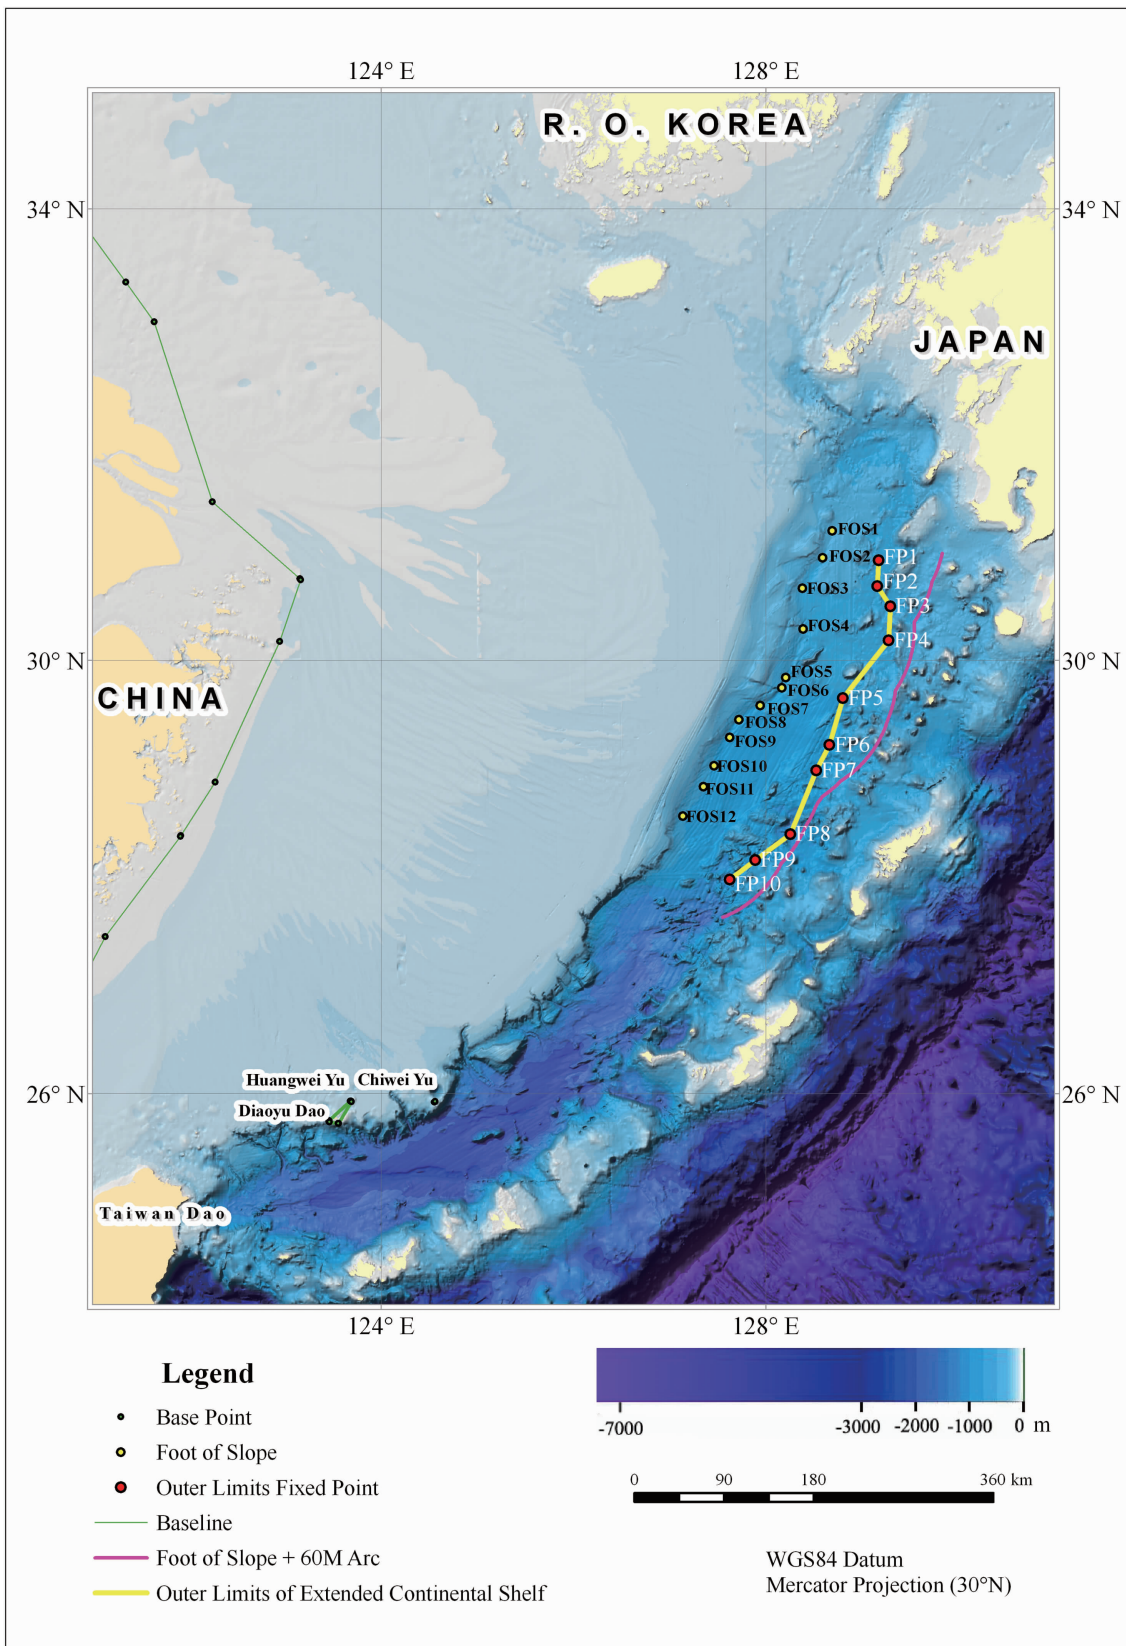 124° E 128° E
R. O. KOREA
34° N 34° N
JAPAN
FOS1
FOS2 FP1
FOS3 FP2
FP3
FOS4 FP4
30° N 30° N
CHINA
FOS5
FOS6
FP5
FOS7
FOS8
FOS9 FP6
FOS10 FP7
FOS11
FOS12
FP8
FP9
FP10
Huangwei Yu Chiwei Yu
26° N 26° N
Diaoyu Dao
Taiwan Dao
124° E 128° E
Legend
Base Point
Foot of Slope
Outer Limits Fixed Point
Baseline
Foot of Slope + 60M Arc
Outer Limits of Extended Continental Shelf
-7000 -3000 -2000 -1000 0 m
0 90 180 360 km
WGS84 Datum
Mercator Projection (30°N)